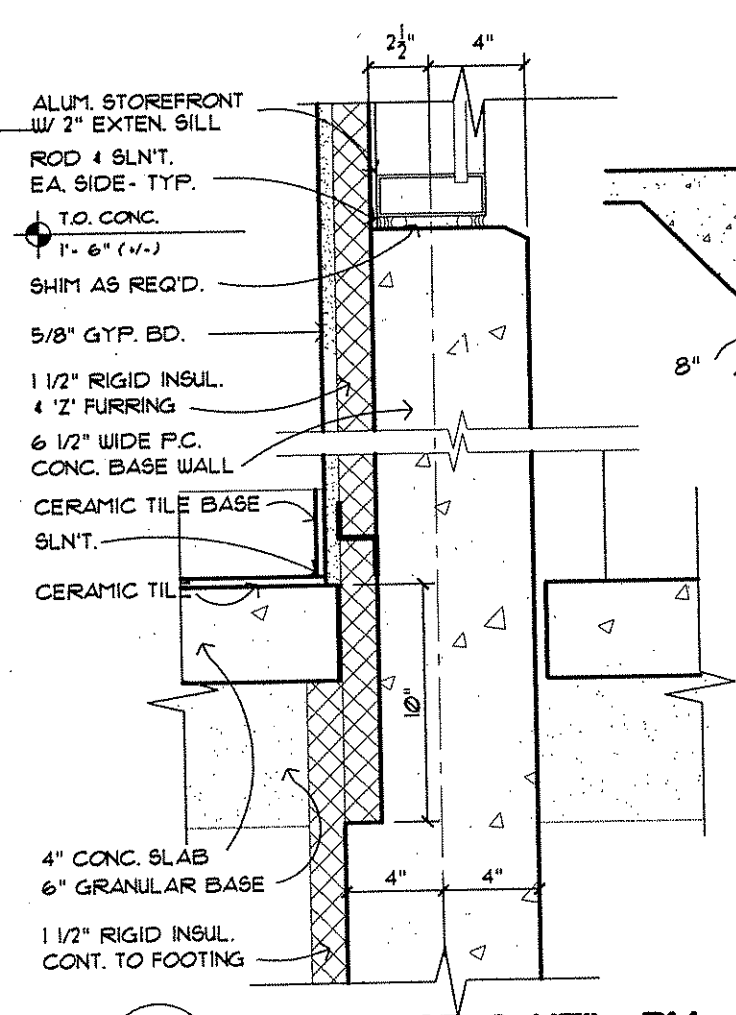 2½" 4"
ALUM. STOREFRONT
W/ 2" EXTEN. SILL
ROD & SLN'T.
EA. SIDE- TYP.
T.O. CONC.
1'- 6" (+/-)
SHIM AS REQ'D.
5/8" GYP. BD.
8"
1 1/2" RIGID INSUL.
& 'Z' FURRING
6 1/2" WIDE P.C.
CONC. BASE WALL
CERAMIC TILE BASE
SLN'T.
CERAMIC TILE
10"
4" CONC. SLAB
6" GRANULAR BASE
4" 4"
1 1/2" RIGID INSUL.
CONT. TO FOOTING